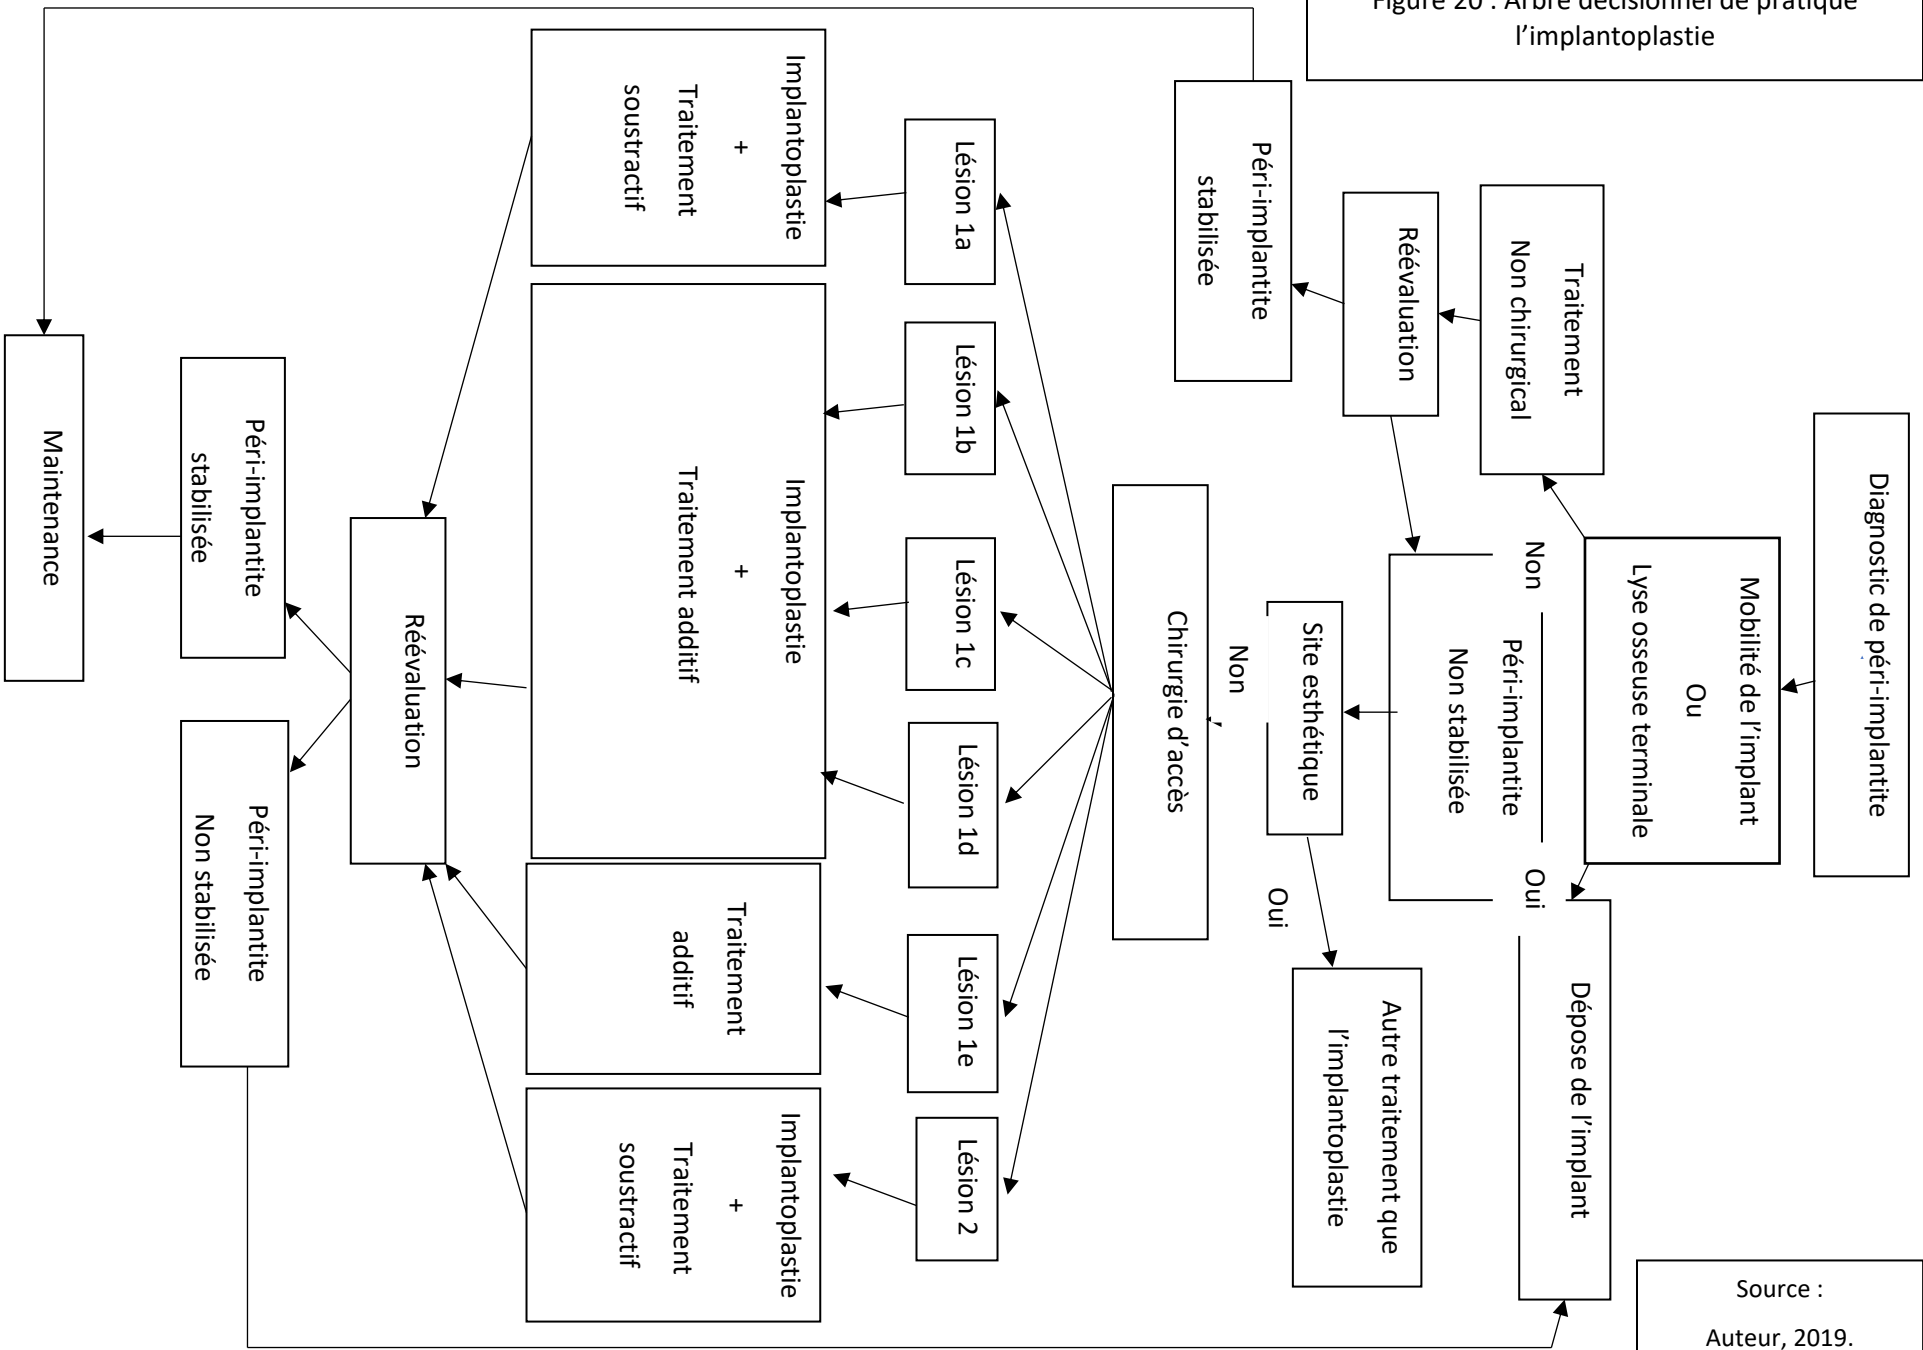 Figure 20 : Arbre décisionnel de pratique
l'implantoplastie
Diagnostic de péri-implantite
Mobilité de l'implant
Ou
Lyse osseuse terminale
Non
Oui
Traitement
Non chirurgical
Dépose de l'implant
Réévaluation
Péri-implantite
Non stabilisée
Péri-implantite
stabilisée
Site esthétique
Non
Oui
Autre traitement que
l'implantoplastie
Chirurgie d'accès
Lésion 1a
Lésion 1b
Lésion 1c
Lésion 1d
Lésion 1e
Lésion 2
Implantoplastie
+
Traitement
soustractif
Implantoplastie
+
Traitement additif
Traitement
additif
Implantoplastie
+
Traitement
soustractif
Réévaluation
Péri-implantite
stabilisée
Péri-implantite
Non stabilisée
Maintenance
Source :
Auteur, 2019.